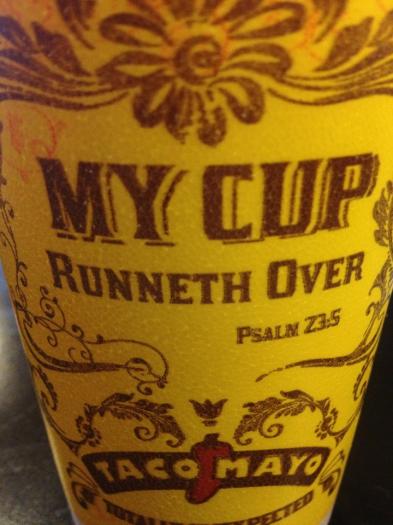 MY CUP
RUNNETH OVER
PSALM 23:5
TACO MAYO